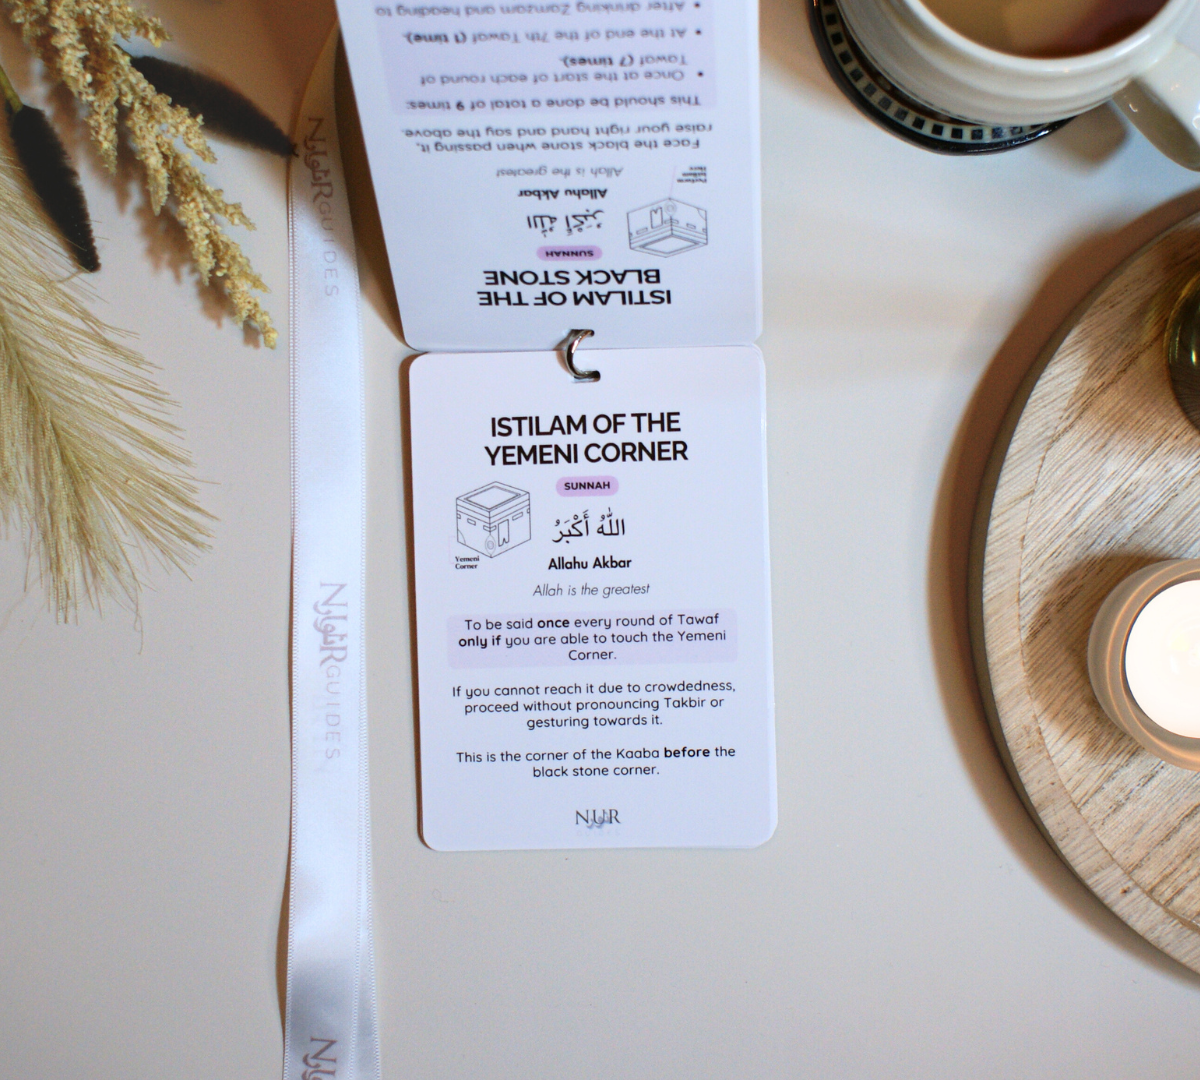 ISTILAM OF THE
BLACK STONE
SUNNAH
اللّٰهُ أَكْبَرُ
Allahu Akbar
Allah is the greatest
Perform
Istilam
Here
Face the black stone when passing it,
raise your right hand and say the above.
This should be done a total of 9 times:
• Once at the start of each round of
Tawaf (7 times).
• At the end of the 7th Tawaf (1 time).
• After drinking Zamzam and heading to
ISTILAM OF THE
YEMENI CORNER
SUNNAH
اللّٰهُ أَكْبَرُ
Yemeni
Corner
Allahu Akbar
Allah is the greatest
To be said once every round of Tawaf
only if you are able to touch the Yemeni
Corner.
If you cannot reach it due to crowdedness,
proceed without pronouncing Takbir or
gesturing towards it.
This is the corner of the Kaaba before the
black stone corner.
NUR
NUR GUIDES
NUR GUIDES